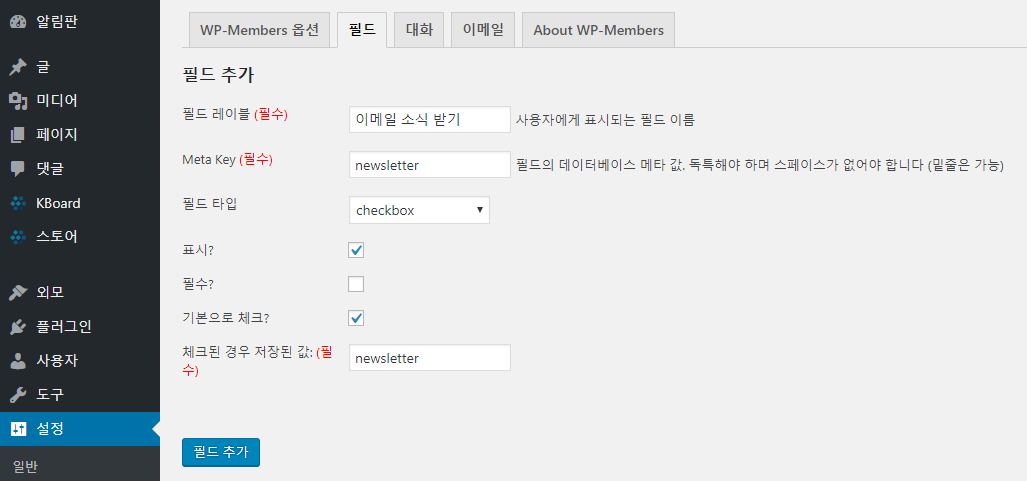 알림판
글
미디어
페이지
댓글
KBoard
스토어
외모
플러그인
사용자
도구
설정
일반
WP-Members 옵션 필드 대화 이메일 About WP-Members
필드 추가
필드 레이블 (필수) 이메일 소식 받기 사용자에게 표시되는 필드 이름
Meta Key (필수) newsletter 필드의 데이터베이스 메타 값. 독특해야 하며 스페이스가 없어야 합니다 (밑줄은 가능)
필드 타입 checkbox
표시?
필수?
기본으로 체크?
체크된 경우 저장된 값: (필
수) newsletter
필드 추가